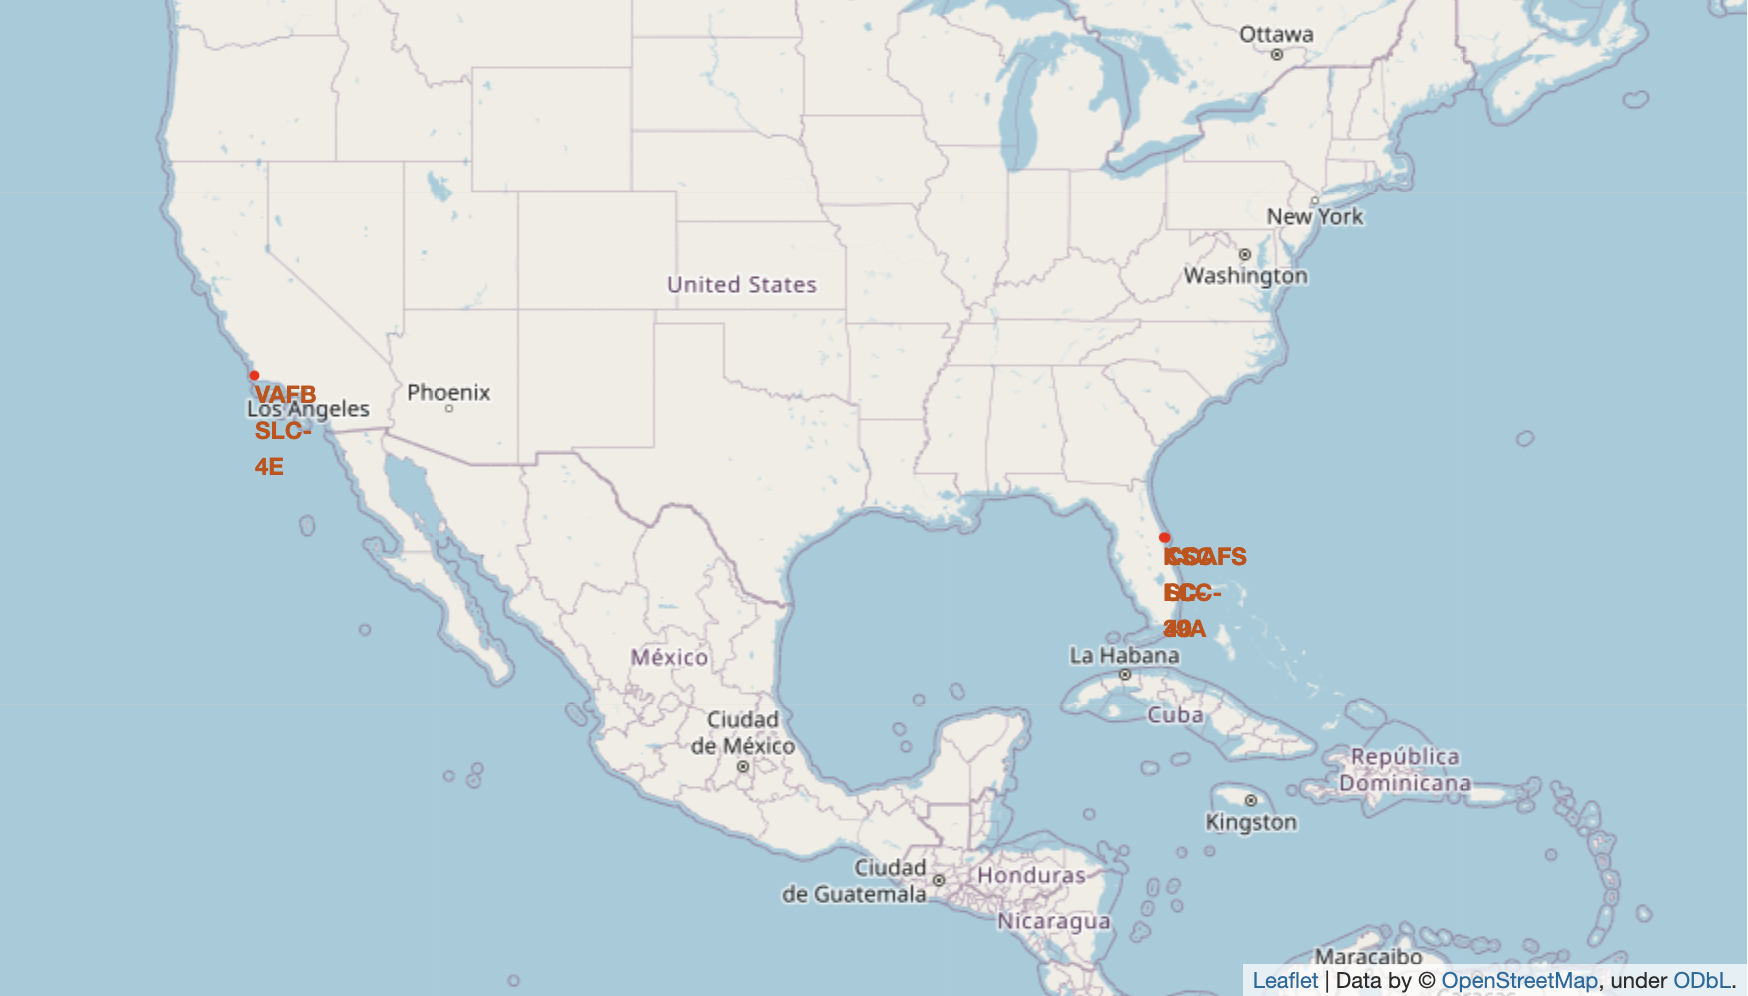 Ottawa
New York
Washington
United States
VAFB
SLC-
4E
Los Angeles
Phoenix
México
La Habana
Cuba
Ciudad
de México
República
Dominicana
Kingston
Ciudad
de Guatemala
Honduras
Nicaragua
Maracaibo
Leaflet | Data by © OpenStreetMap, under ODbL.